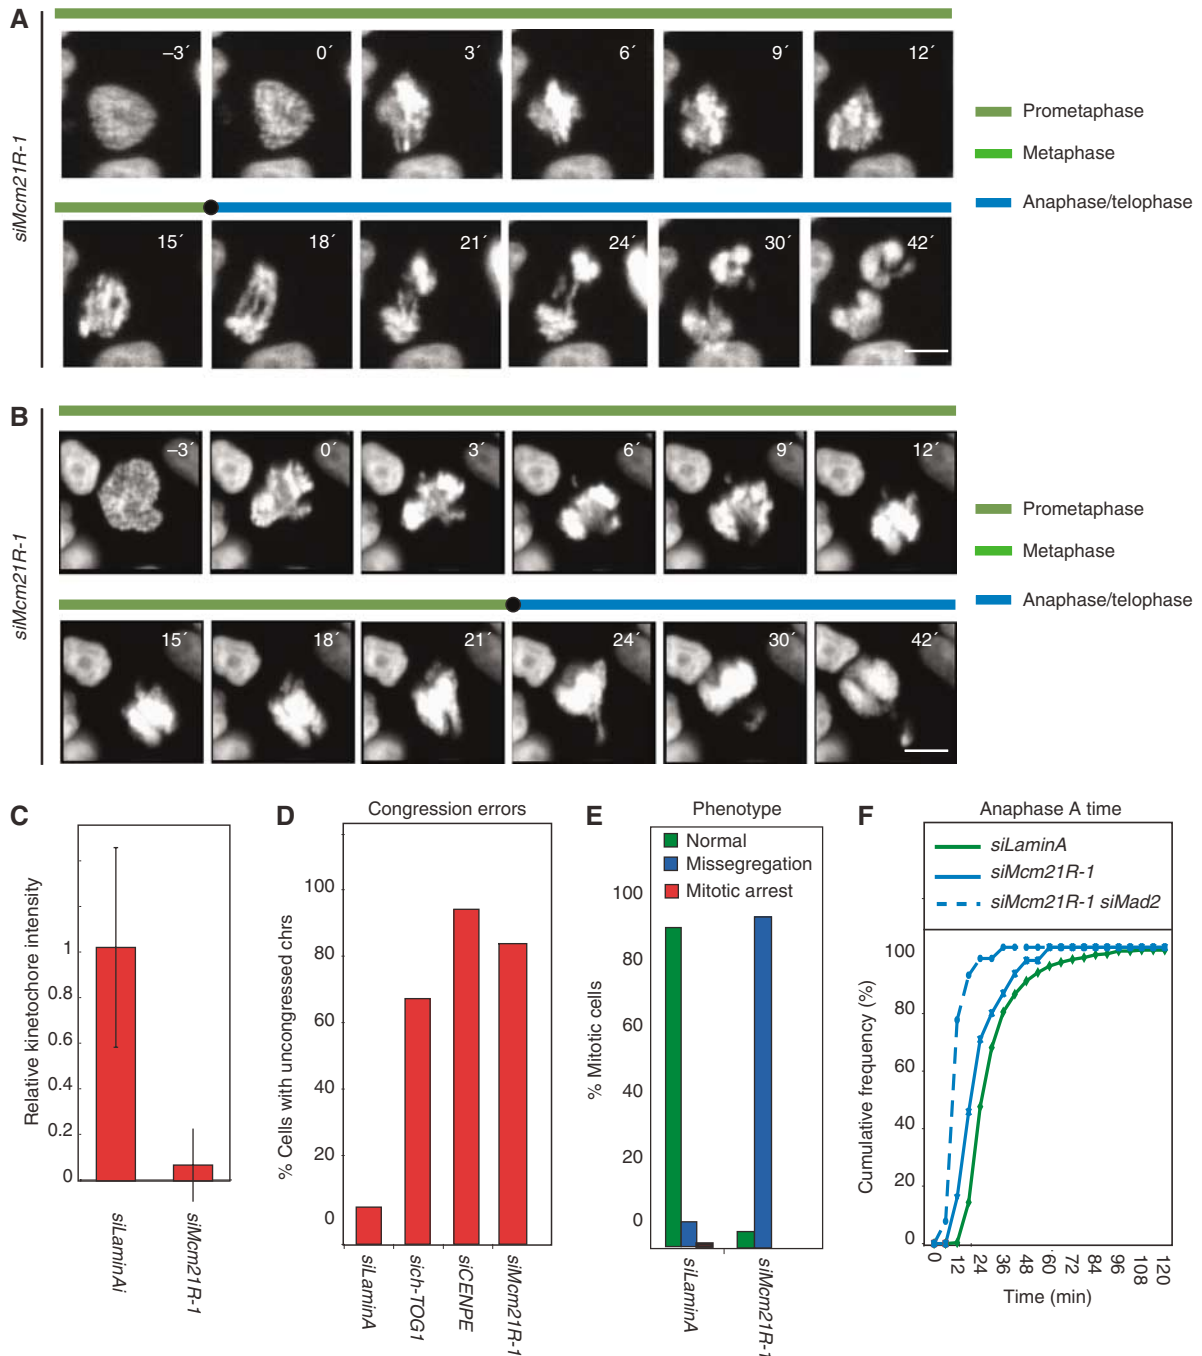 A
siMcm21R-1
–3´ 0´ 3´ 6´ 9´ 12´
15´ 18´ 21´ 24´ 30´ 42´
Prometaphase
Metaphase
Anaphase/telophase
B
siMcm21R-1
–3´ 0´ 3´ 6´ 9´ 12´
15´ 18´ 21´ 24´ 30´ 42´
Prometaphase
Metaphase
Anaphase/telophase
C
Relative kinetochore intensity
1
0.8
0.6
0.4
0.2
0
siLaminAi
siMcm21R-1
D
Congression errors
% Cells with uncongressed chrs
100
80
60
40
20
0
siLaminA
sich-TOG1
siCENPE
siMcm21R-1
E
Phenotype
Normal
Missegregation
Mitotic arrest
% Mitotic cells
100
80
60
40
20
0
siLaminA
siMcm21R-1
F
Anaphase A time
siLaminA
siMcm21R-1
siMcm21R-1 siMad2
Cumulative frequency (%)
100
80
60
40
20
0
0 12 24 36 48 60 72 84 96 108 120
Time (min)